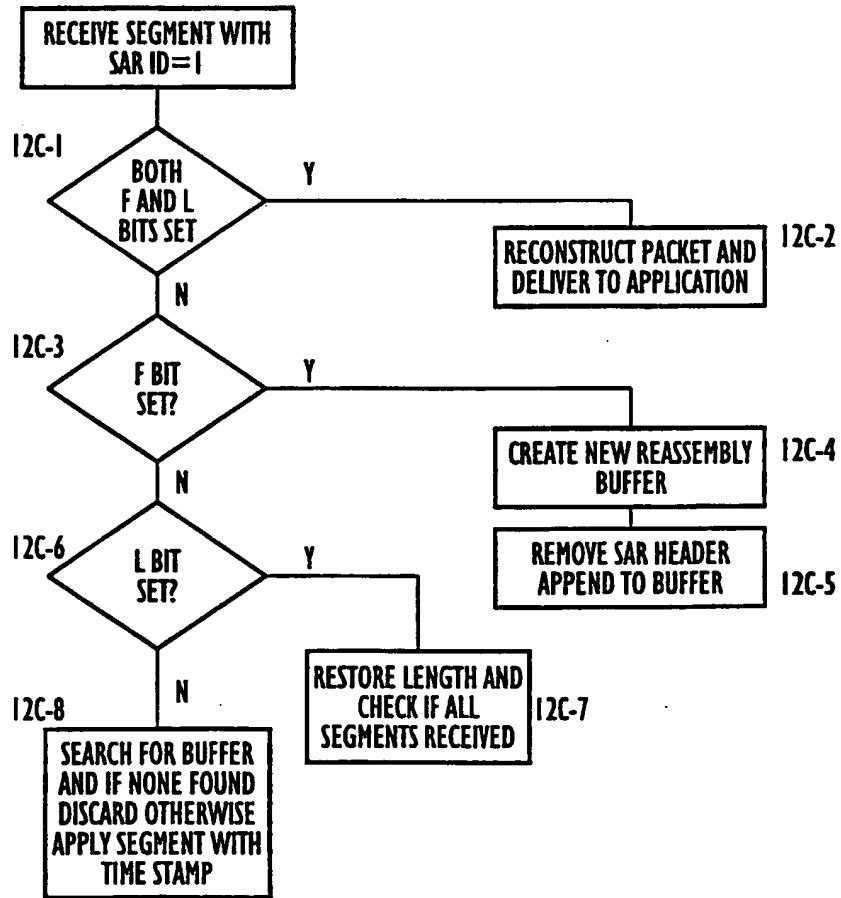 RECEIVE SEGMENT WITH
SAR ID=1
12C-1
BOTH
F AND L
BITS SET
Y
RECONSTRUCT PACKET AND
DELIVER TO APPLICATION
12C-2
N
12C-3
F BIT
SET?
Y
CREATE NEW REASSEMBLY
BUFFER
12C-4
REMOVE SAR HEADER
APPEND TO BUFFER
12C-5
N
12C-6
L BIT
SET?
Y
RESTORE LENGTH AND
CHECK IF ALL
SEGMENTS RECEIVED
12C-7
N
12C-8
SEARCH FOR BUFFER
AND IF NONE FOUND
DISCARD OTHERWISE
APPLY SEGMENT WITH
TIME STAMP